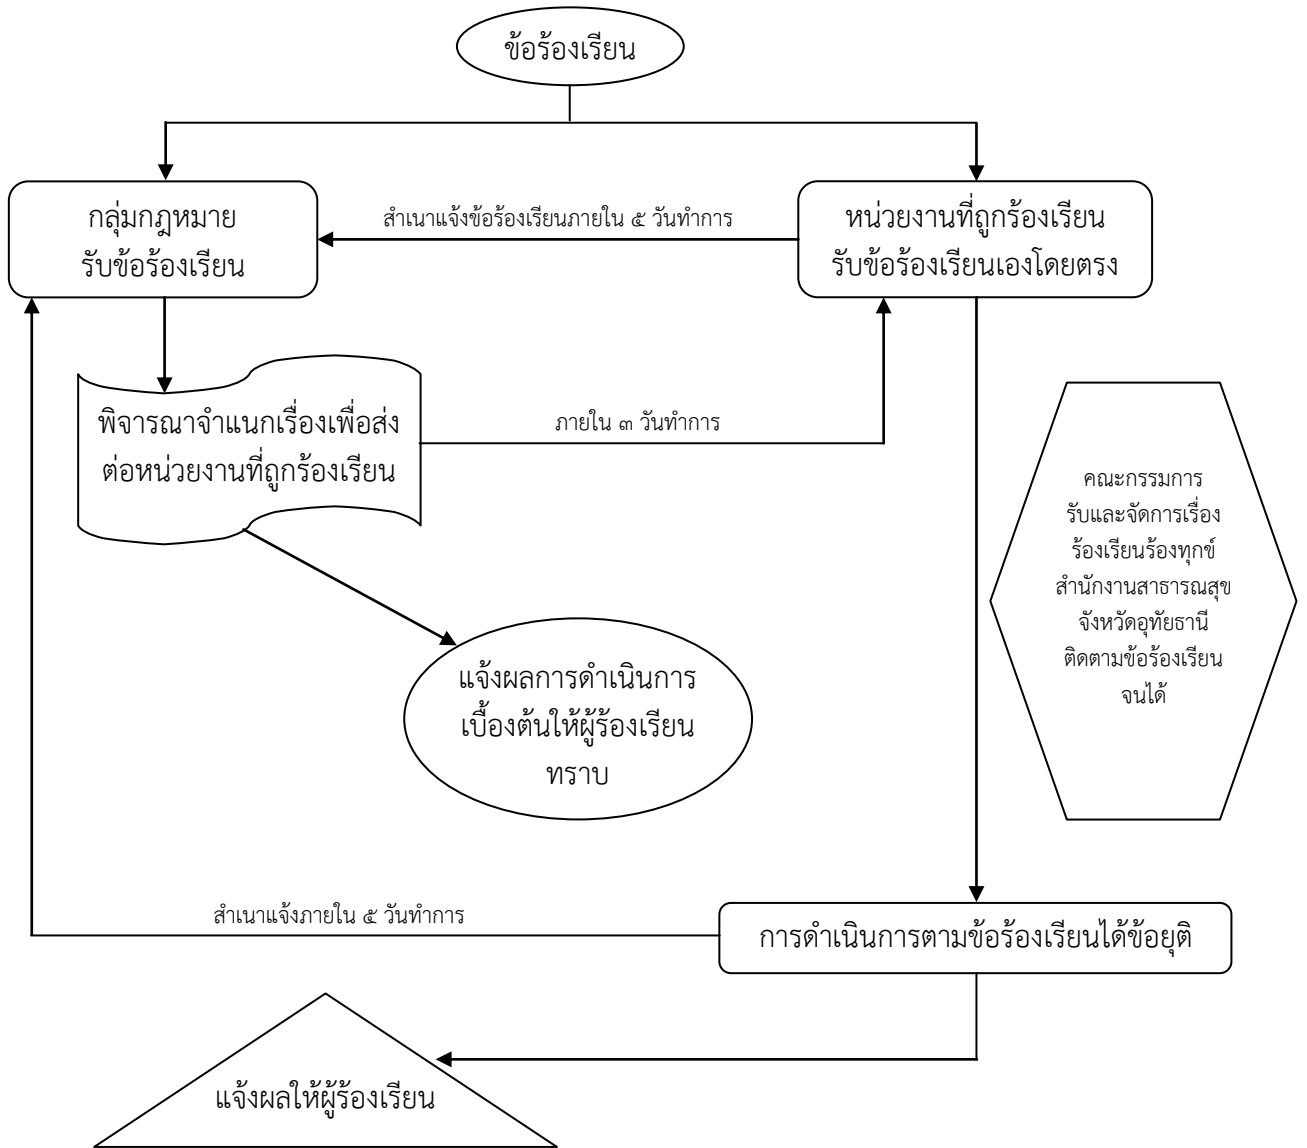 ข้อร้องเรียน
กลุ่มกฎหมาย
รับข้อร้องเรียน
สำเนาแจ้งข้อร้องเรียนภายใน ๕ วันทำการ
หน่วยงานที่ถูกร้องเรียน
รับข้อร้องเรียนเองโดยตรง
พิจารณาจำแนกเรื่องเพื่อส่ง
ต่อหน่วยงานที่ถูกร้องเรียน
ภายใน ๓ วันทำการ
คณะกรรมการ
รับและจัดการเรื่อง
ร้องเรียนร้องทุกข์
สำนักงานสาธารณสุข
จังหวัดอุทัยธานี
ติดตามข้อร้องเรียน
จนได้
แจ้งผลการดำเนินการ
เบื้องต้นให้ผู้ร้องเรียน
ทราบ
สำเนาแจ้งภายใน ๕ วันทำการ
การดำเนินการตามข้อร้องเรียนได้ข้อยุติ
แจ้งผลให้ผู้ร้องเรียน